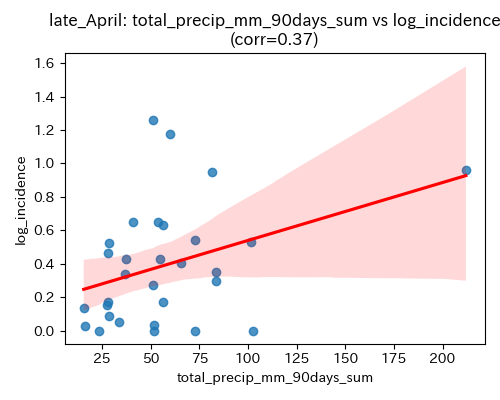 late_April: total_precip_mm_90days_sum vs log_incidence
(corr=0.37)
log_incidence
1.6
1.4
1.2
1.0
0.8
0.6
0.4
0.2
0.0
25 50 75 100 125 150 175 200
total_precip_mm_90days_sum